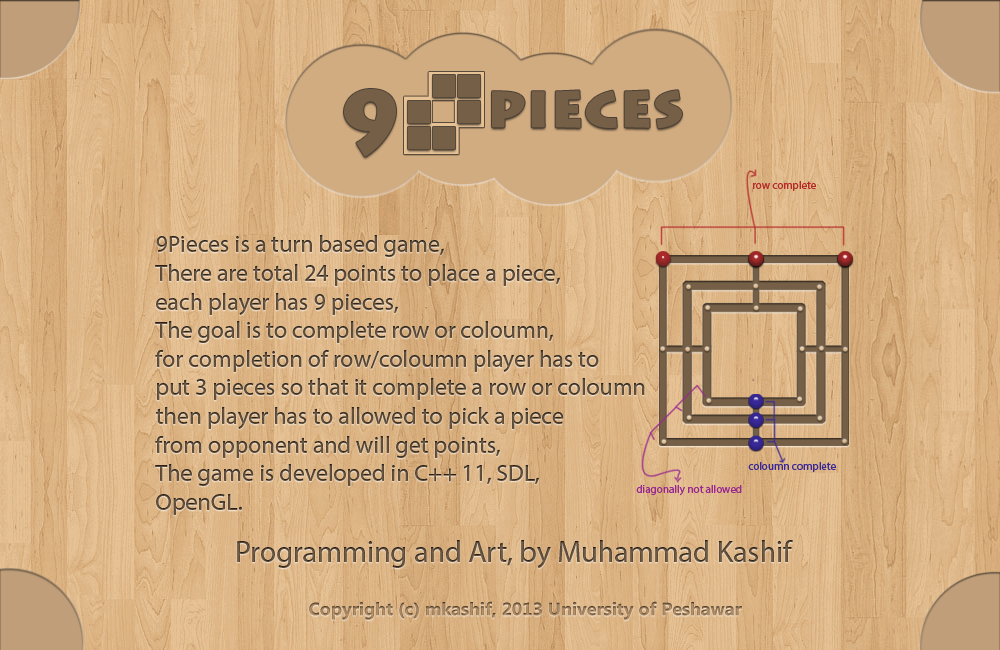 9 PIECES
row complete
9Pieces is a turn based game,
There are total 24 points to place a piece,
each player has 9 pieces,
The goal is to complete row or coloumn,
for completion of row/coloumn player has to
put 3 pieces so that it complete a row or coloumn
then player has to allowed to pick a piece
from opponent and will get points,
The game is developed in C++ 11, SDL,
OpenGL.
coloumn complete
diagonally not allowed
Programming and Art, by Muhammad Kashif
Copyright (c) mkashif, 2013 University of Peshawar